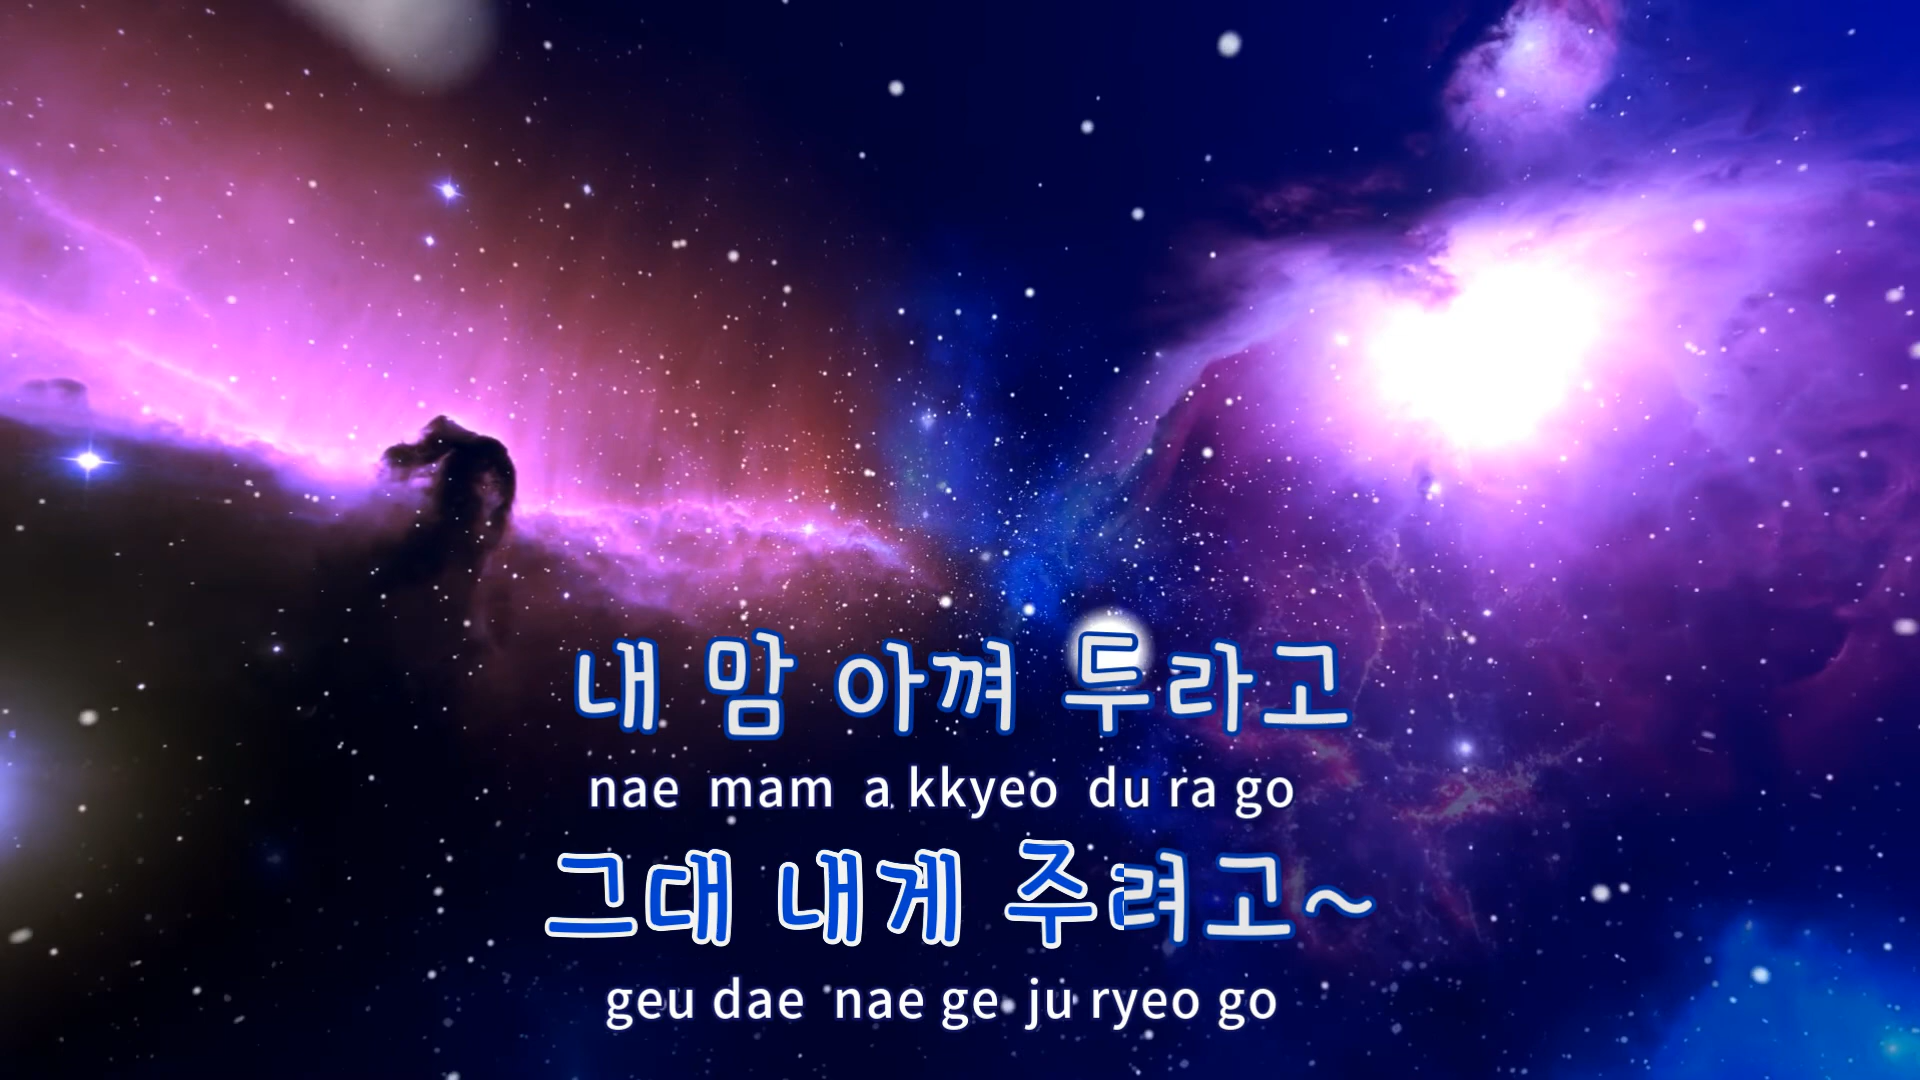 내 맘 아껴 두라고
nae mam a kkyeo du ra go
그대 내게 주려고~
geu dae nae ge ju ryeo go